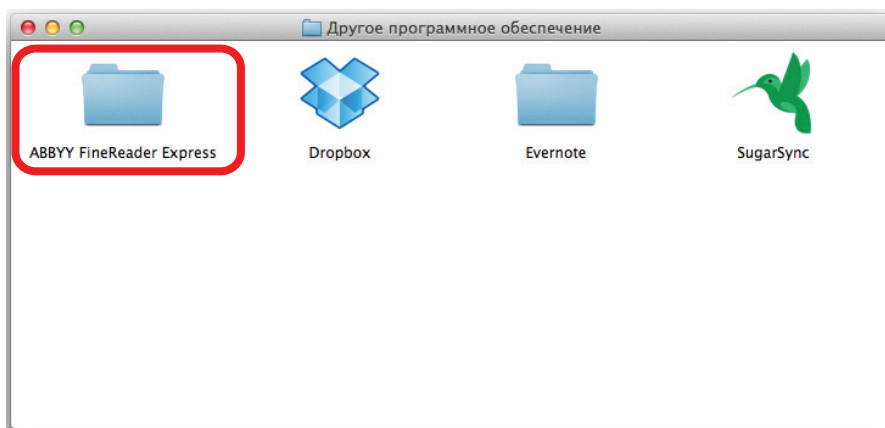 Другое программное обеспечение
ABBYY FineReader Express
Dropbox
Evernote
SugarSync